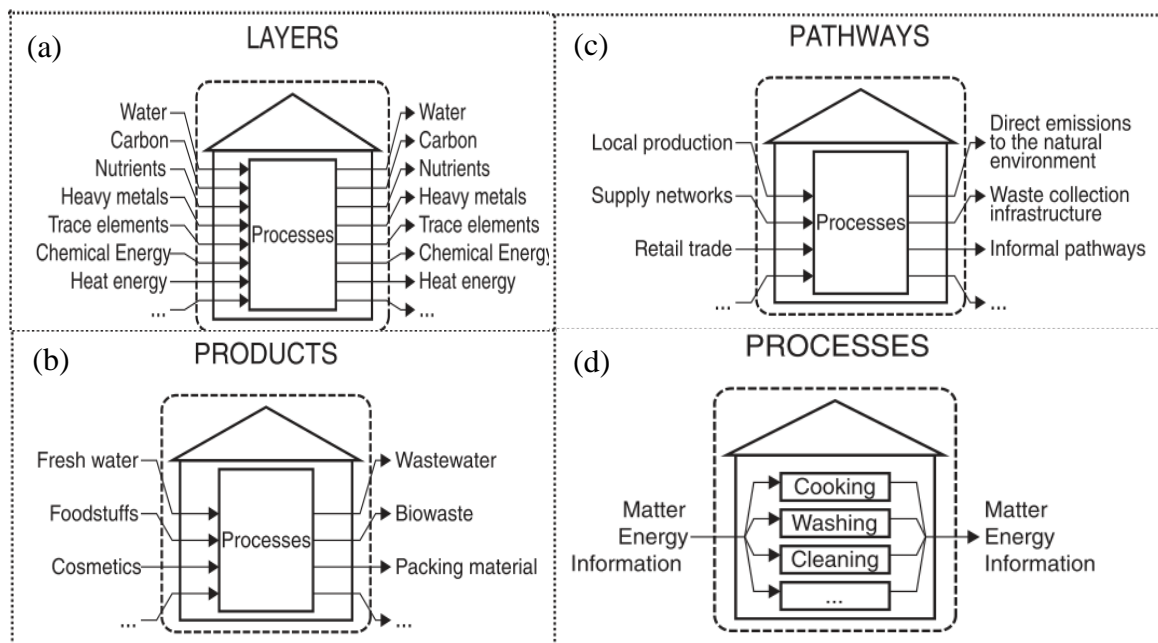 (a)
LAYERS
Water
Carbon
Nutrients
Heavy metals
Trace elements
Chemical Energy
Heat energy
...
Processes
Water
Carbon
Nutrients
Heavy metals
Trace elements
Chemical Energy
Heat energy
...
(c)
PATHWAYS
Local production
Supply networks
Retail trade
...
Processes
Direct emissions
to the natural
environment
Waste collection
infrastructure
Informal pathways
...
(b)
PRODUCTS
Fresh water
Foodstuffs
Cosmetics
...
Processes
Wastewater
Biowaste
Packing material
...
(d)
PROCESSES
Matter
Energy
Information
Cooking
Washing
Cleaning
...
Matter
Energy
Information